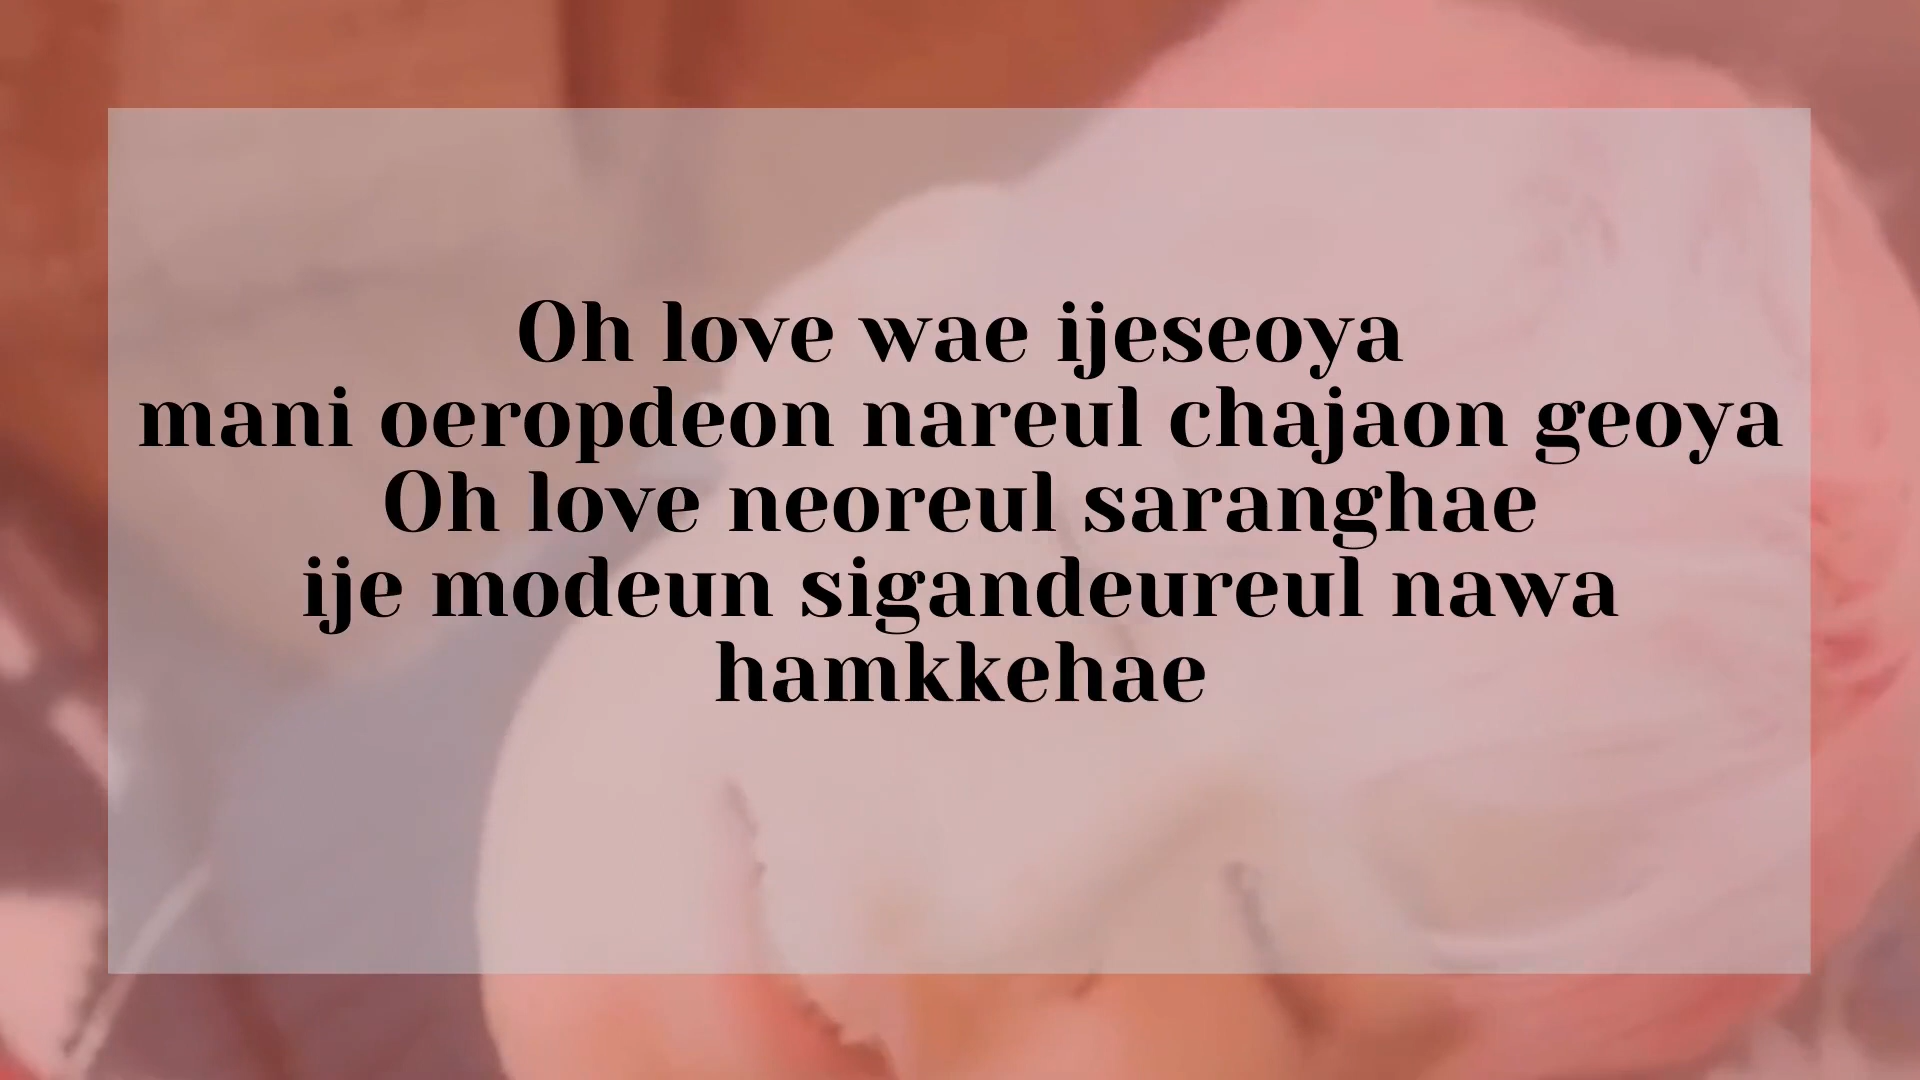 Oh love wae ijeseoya
mani oeropdeon nareul chajaon geoya
Oh love neoreul saranghae
ije modeun sigandeureul nawa
hamkkehae